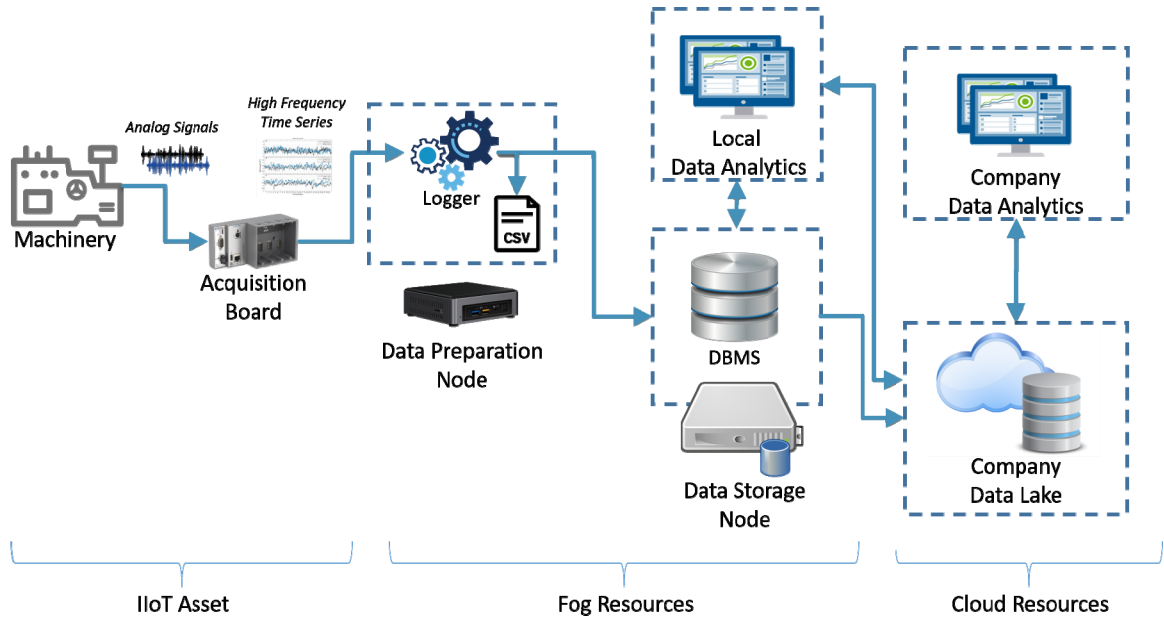 Analog Signals
High Frequency
Time Series
Machinery
Acquisition
Board
Logger
CSV
Data Preparation
Node
Local
Data Analytics
DBMS
Data Storage
Node
Company
Data Analytics
Company
Data Lake
IIoT Asset
Fog Resources
Cloud Resources